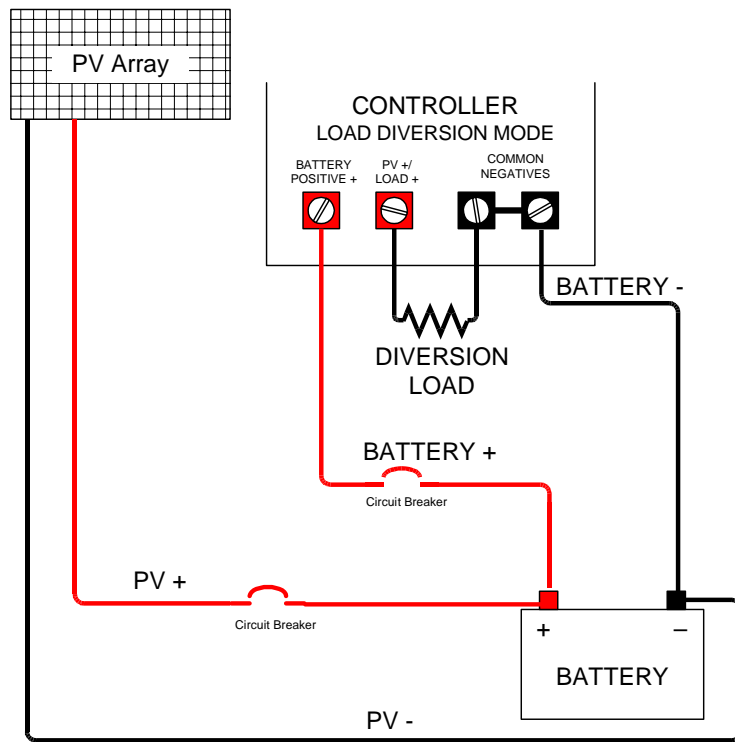 PV Array
CONTROLLER
LOAD DIVERSION MODE
BATTERY
POSITIVE +
PV +/
LOAD +
COMMON
NEGATIVES
BATTERY -
DIVERSION
LOAD
BATTERY +
Circuit Breaker
PV +
Circuit Breaker
+
–
BATTERY
PV -